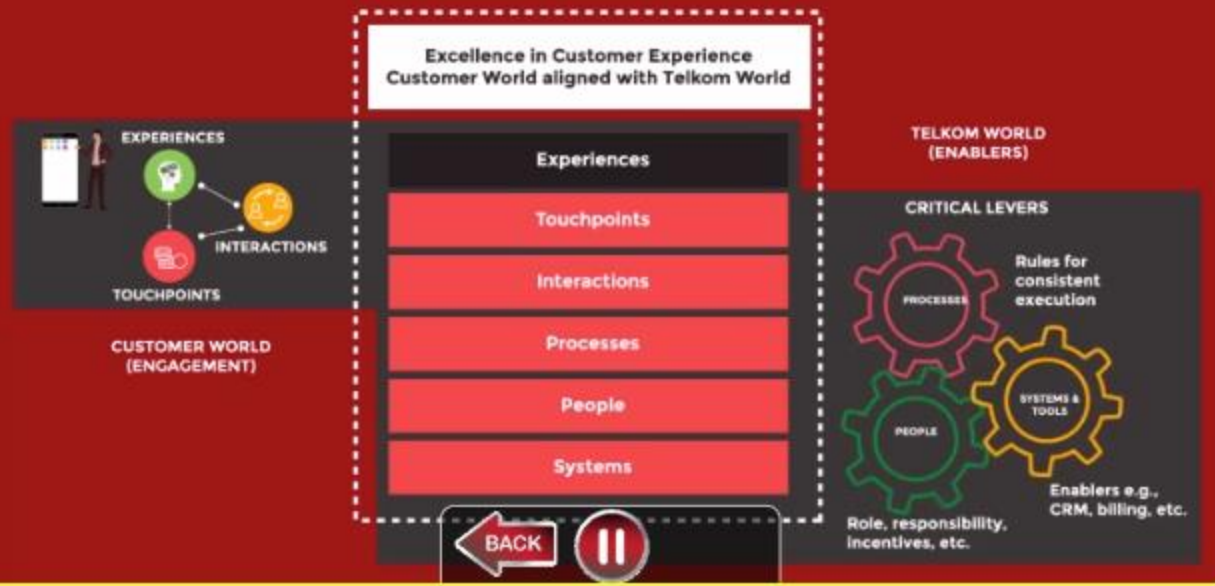 Excellence in Customer Experience
Customer World aligned with Telkom World
EXPERIENCES
INTERACTIONS
TOUCHPOINTS
CUSTOMER WORLD
(ENGAGEMENT)
Experiences
Touchpoints
Interactions
Processes
People
Systems
TELKOM WORLD
(ENABLERS)
CRITICAL LEVERS
PROCESSES
Rules for
consistent
execution
SYSTEMS &
TOOLS
PEOPLE
Enablers e.g.,
CRM, billing, etc.
Role, responsibility,
incentives, etc.
BACK